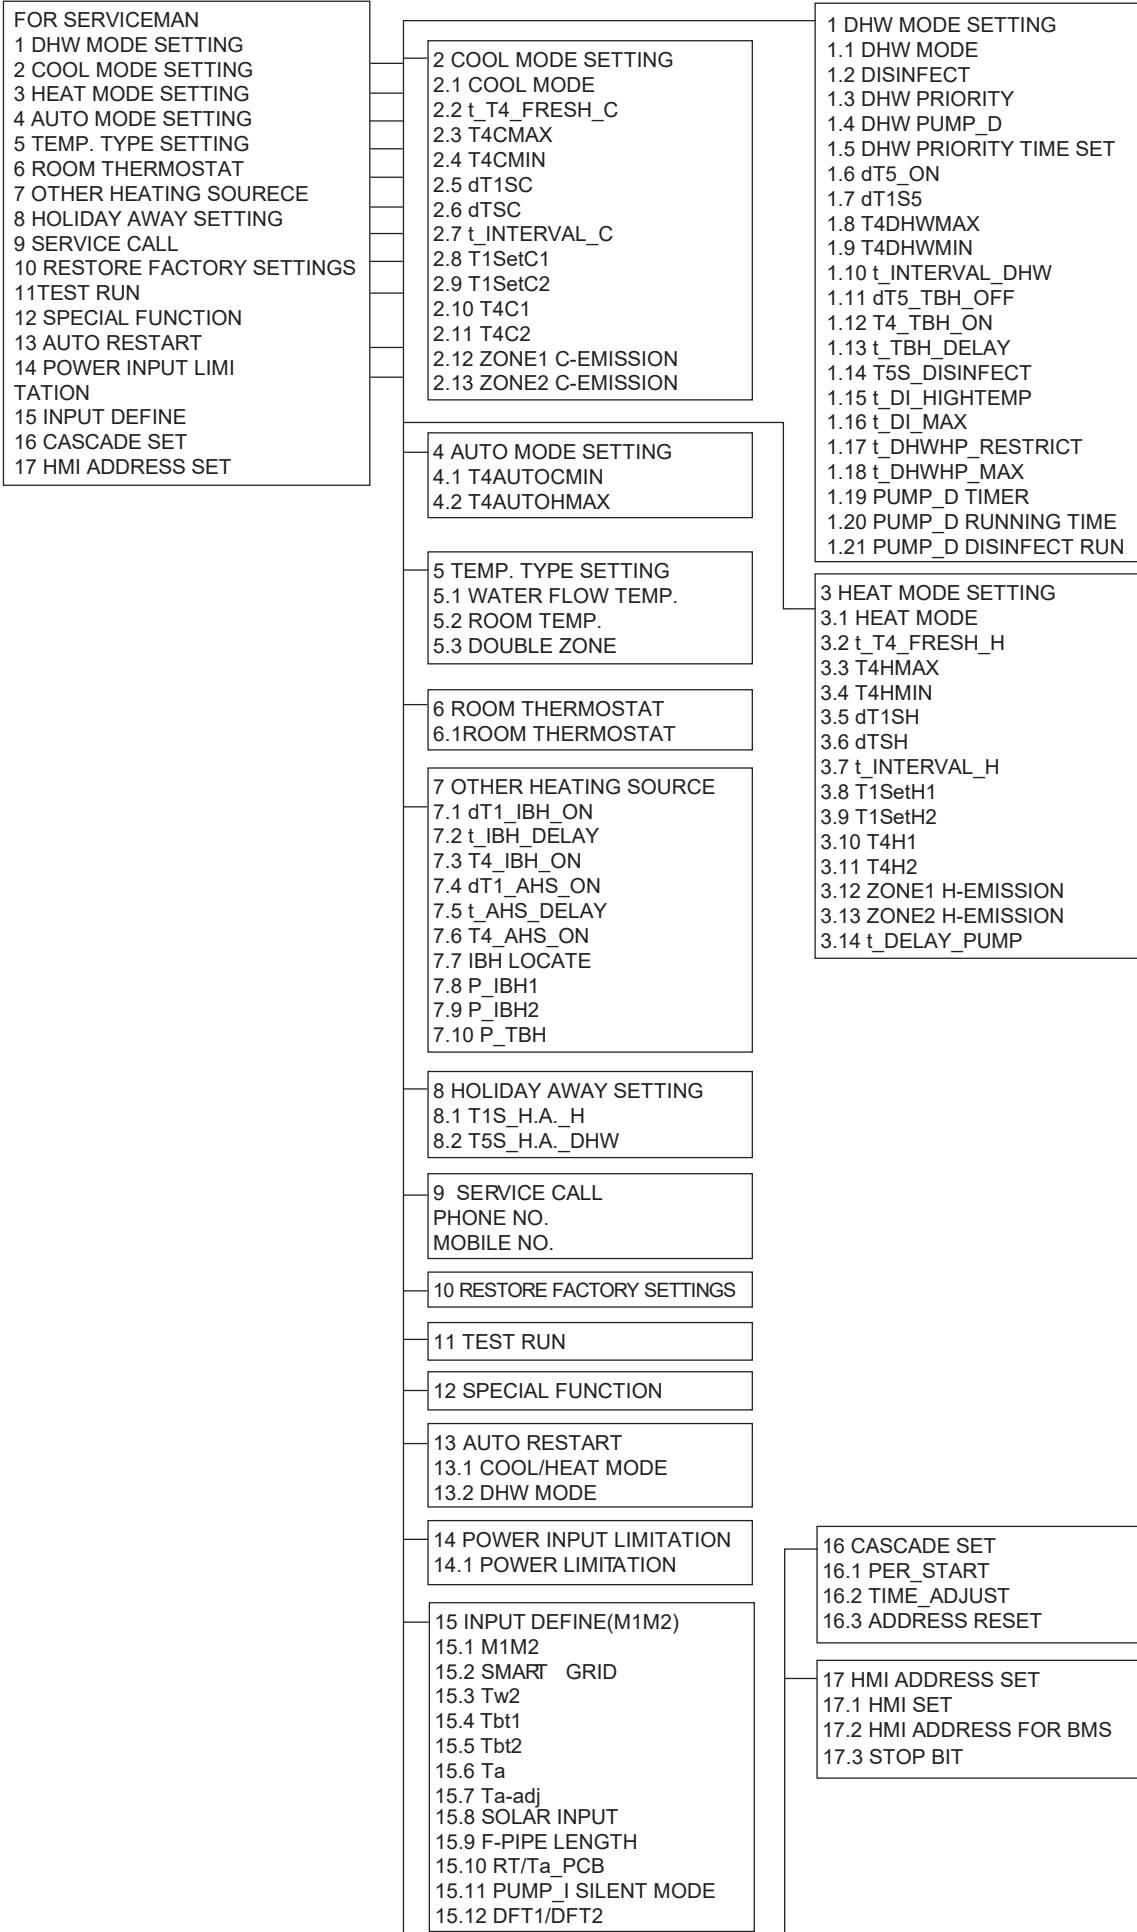 FOR SERVICEMAN
1 DHW MODE SETTING
2 COOL MODE SETTING
3 HEAT MODE SETTING
4 AUTO MODE SETTING
5 TEMP. TYPE SETTING
6 ROOM THERMOSTAT
7 OTHER HEATING SOURECE
8 HOLIDAY AWAY SETTING
9 SERVICE CALL
10 RESTORE FACTORY SETTINGS
11TEST RUN
12 SPECIAL FUNCTION
13 AUTO RESTART
14 POWER INPUT LIMI
TATION
15 INPUT DEFINE
16 CASCADE SET
17 HMI ADDRESS SET
1 DHW MODE SETTING
1.1 DHW MODE
1.2 DISINFECT
1.3 DHW PRIORITY
1.4 DHW PUMP_D
1.5 DHW PRIORITY TIME SET
1.6 dT5_ON
1.7 dT1S5
1.8 T4DHWMAX
1.9 T4DHWMIN
1.10 t_INTERVAL_DHW
1.11 dT5_TBH_OFF
1.12 T4_TBH_ON
1.13 t_TBH_DELAY
1.14 T5S_DISINFECT
1.15 t_DI_HIGHTEMP
1.16 t_DI_MAX
1.17 t_DHWHP_RESTRICT
1.18 t_DHWHP_MAX
1.19 PUMP_D TIMER
1.20 PUMP_D RUNNING TIME
1.21 PUMP_D DISINFECT RUN
2 COOL MODE SETTING
2.1 COOL MODE
2.2 t_T4_FRESH_C
2.3 T4CMAX
2.4 T4CMIN
2.5 dT1SC
2.6 dTSC
2.7 t_INTERVAL_C
2.8 T1SetC1
2.9 T1SetC2
2.10 T4C1
2.11 T4C2
2.12 ZONE1 C-EMISSION
2.13 ZONE2 C-EMISSION
3 HEAT MODE SETTING
3.1 HEAT MODE
3.2 t_T4_FRESH_H
3.3 T4HMAX
3.4 T4HMIN
3.5 dT1SH
3.6 dTSH
3.7 t_INTERVAL_H
3.8 T1SetH1
3.9 T1SetH2
3.10 T4H1
3.11 T4H2
3.12 ZONE1 H-EMISSION
3.13 ZONE2 H-EMISSION
3.14 t_DELAY_PUMP
4 AUTO MODE SETTING
4.1 T4AUTOCMIN
4.2 T4AUTOHMAX
5 TEMP. TYPE SETTING
5.1 WATER FLOW TEMP.
5.2 ROOM TEMP.
5.3 DOUBLE ZONE
6 ROOM THERMOSTAT
6.1ROOM THERMOSTAT
7 OTHER HEATING SOURCE
7.1 dT1_IBH_ON
7.2 t_IBH_DELAY
7.3 T4_IBH_ON
7.4 dT1_AHS_ON
7.5 t_AHS_DELAY
7.6 T4_AHS_ON
7.7 IBH LOCATE
7.8 P_IBH1
7.9 P_IBH2
7.10 P_TBH
8 HOLIDAY AWAY SETTING
8.1 T1S_H.A._H
8.2 T5S_H.A._DHW
9 SERVICE CALL
PHONE NO.
MOBILE NO.
10 RESTORE FACTORY SETTINGS
11 TEST RUN
12 SPECIAL FUNCTION
13 AUTO RESTART
13.1 COOL/HEAT MODE
13.2 DHW MODE
14 POWER INPUT LIMITATION
14.1 POWER LIMITATION
15 INPUT DEFINE(M1M2)
15.1 M1M2
15.2 SMART GRID
15.3 Tw2
15.4 Tbt1
15.5 Tbt2
15.6 Ta
15.7 Ta-adj
15.8 SOLAR INPUT
15.9 F-PIPE LENGTH
15.10 RT/Ta_PCB
15.11 PUMP_I SILENT MODE
15.12 DFT1/DFT2
16 CASCADE SET
16.1 PER_START
16.2 TIME_ADJUST
16.3 ADDRESS RESET
17 HMI ADDRESS SET
17.1 HMI SET
17.2 HMI ADDRESS FOR BMS
17.3 STOP BIT